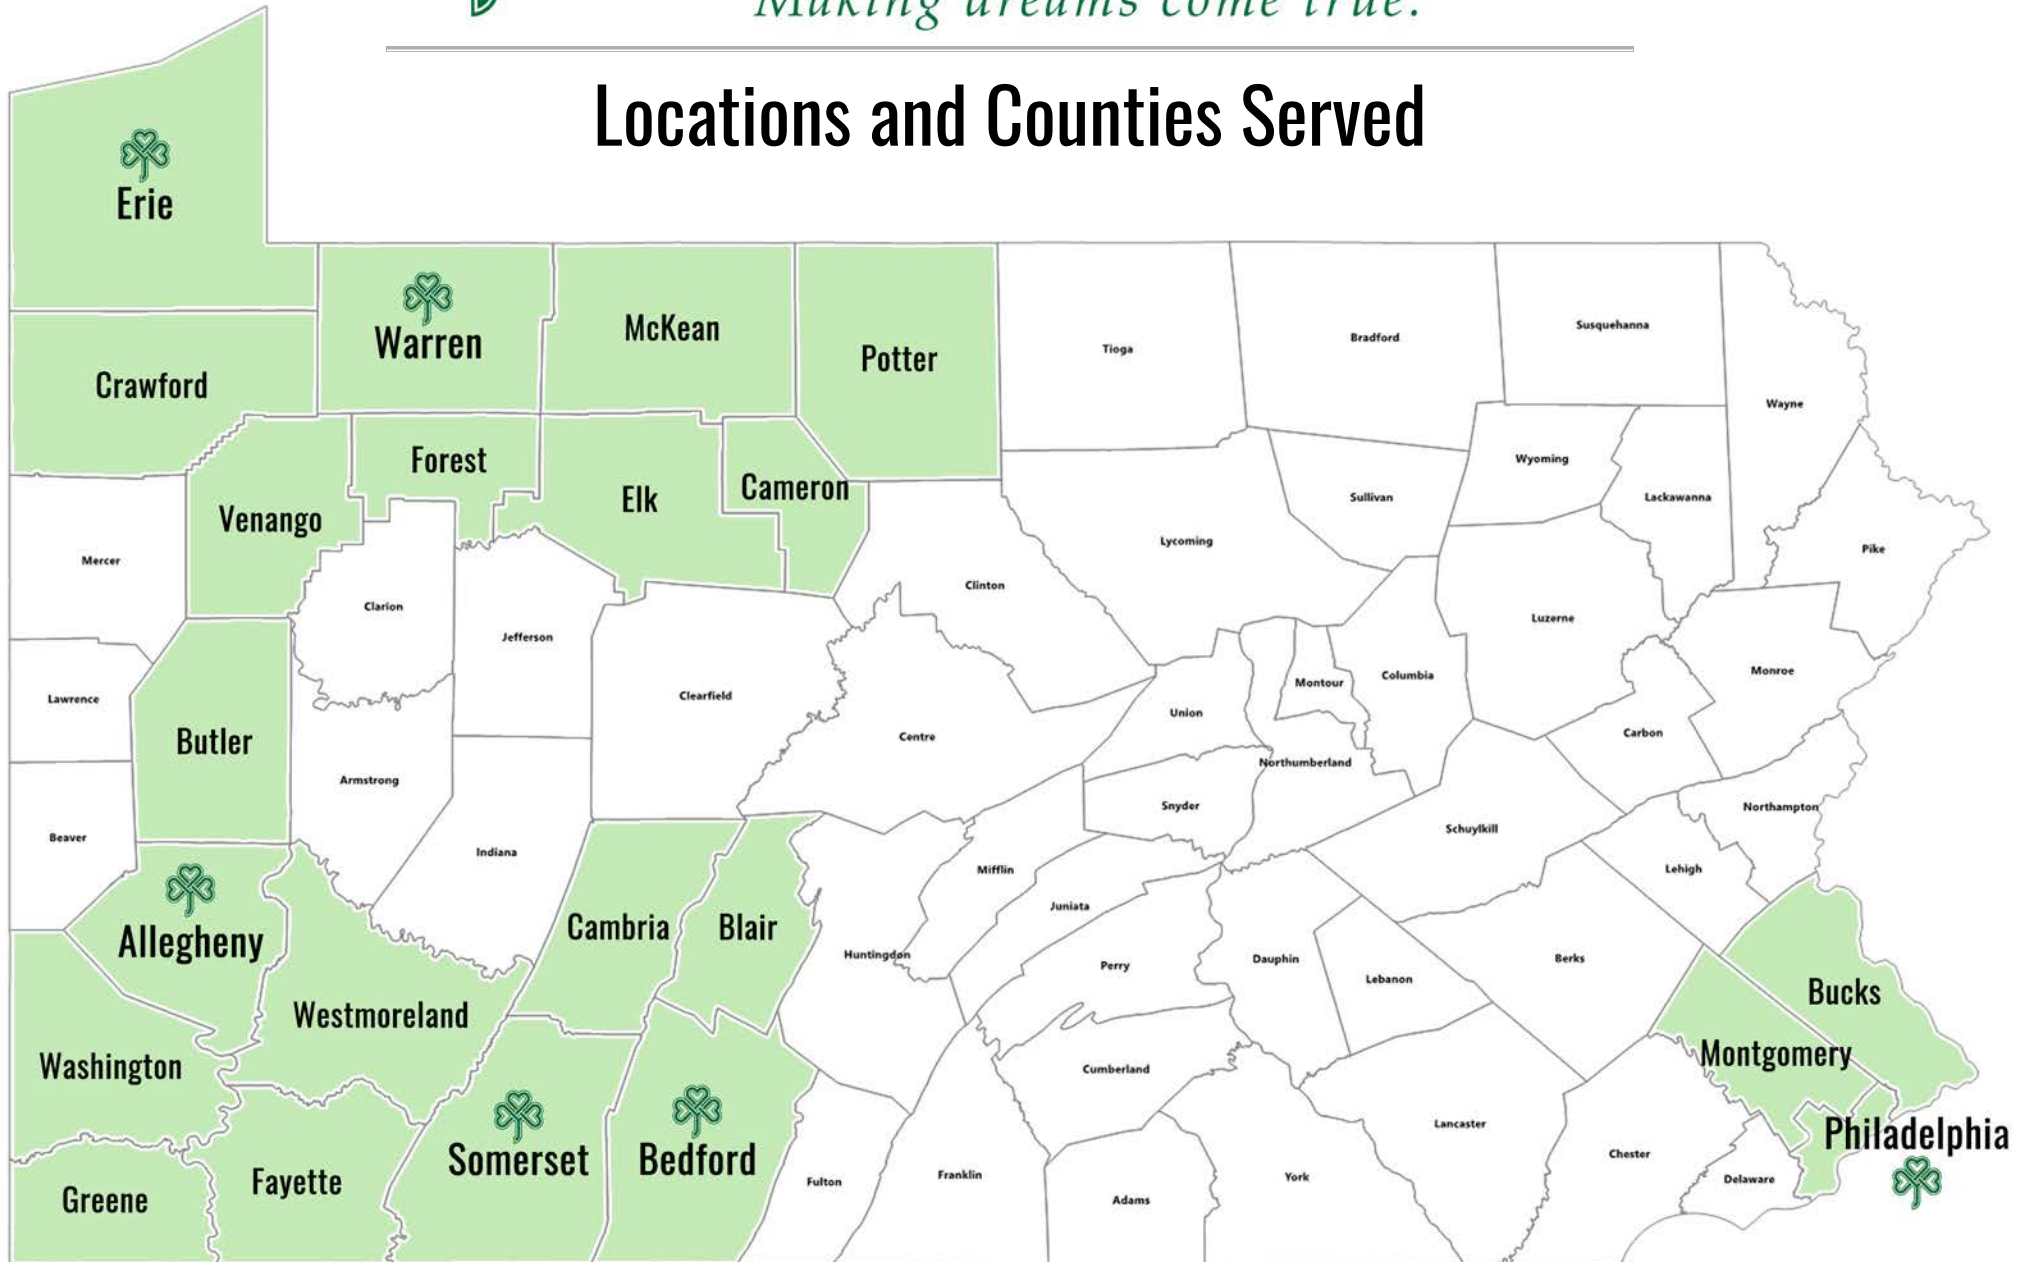 Making dreams come true.
Locations and Counties Served
Erie
Warren
McKean
Potter
Tioga
Bradford
Susquehanna
Wayne
Crawford
Forest
Elk
Cameron
Venango
Wyoming
Lackawanna
Sullivan
Lycoming
Pike
Mercer
Clinton
Clarion
Jefferson
Luzerne
Lawrence
Clearfield
Montour
Columbia
Monroe
Union
Butler
Centre
Carbon
Northumberland
Armstrong
Snyder
Northampton
Beaver
Indiana
Schuylkill
Mifflin
Lehigh
Juniata
Allegheny
Cambria
Blair
Huntingdon
Perry
Dauphin
Lebanon
Berks
Bucks
Westmoreland
Washington
Cumberland
Montgomery
Lancaster
Philadelphia
Somerset
Bedford
Chester
Greene
Fayette
Fulton
Franklin
Adams
York
Delaware